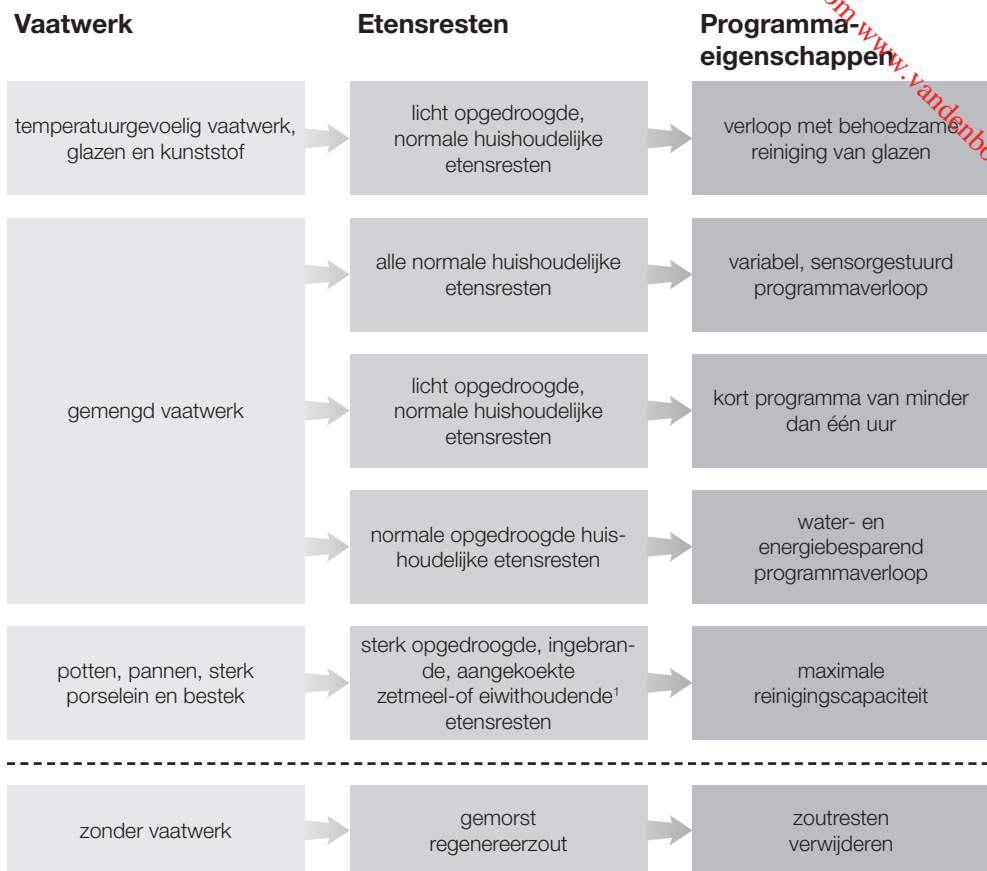 Vaatwerk
Etensresten
Programma-
eigenschappen
om www.vandenbo
temperatuurgevoelig vaatwerk,
glazen en kunststof
licht opgedroogde,
normale huishoudelijke
etensresten
verloop met behoedzame
reiniging van glazen
gemengd vaatwerk
alle normale huishoudelijke
etensresten
variabel, sensorgestuurd
programmaverloop
licht opgedroogde,
normale huishoudelijke
etensresten
kort programma van minder
dan één uur
normale opgedroogde huis-
houdelijke etensresten
water- en
energiebesparend
programmaverloop
potten, pannen, sterk
porselein en bestek
sterk opgedroogde, ingebran-
de, aangekoekte
zetmeel-of eiwithoudende¹
etensresten
maximale
reinigingscapaciteit
zonder vaatwerk
gemorst
regenereerzout
zoutresten
verwijderen